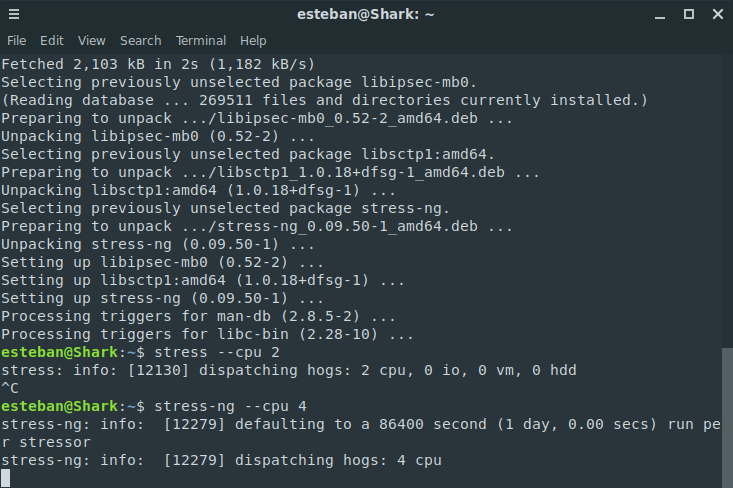 esteban@Shark: ~
File Edit View Search Terminal Help
Fetched 2,103 kB in 2s (1,182 kB/s)
Selecting previously unselected package libipsec-mb0.
(Reading database ... 269511 files and directories currently installed.)
Preparing to unpack .../libipsec-mb0_0.52-2_amd64.deb ...
Unpacking libipsec-mb0 (0.52-2) ...
Selecting previously unselected package libsctp1:amd64.
Preparing to unpack .../libsctp1_1.0.18+dfsg-1_amd64.deb ...
Unpacking libsctp1:amd64 (1.0.18+dfsg-1) ...
Selecting previously unselected package stress-ng.
Preparing to unpack .../stress-ng_0.09.50-1_amd64.deb ...
Unpacking stress-ng (0.09.50-1) ...
Setting up libipsec-mb0 (0.52-2) ...
Setting up libsctp1:amd64 (1.0.18+dfsg-1) ...
Setting up stress-ng (0.09.50-1) ...
Processing triggers for man-db (2.8.5-2) ...
Processing triggers for libc-bin (2.28-10) ...
esteban@Shark:~$ stress --cpu 2
stress: info: [12130] dispatching hogs: 2 cpu, 0 io, 0 vm, 0 hdd
^C
esteban@Shark:~$ stress-ng --cpu 4
stress-ng: info:  [12279] defaulting to a 86400 second (1 day, 0.00 secs) run pe
r stressor
stress-ng: info:  [12279] dispatching hogs: 4 cpu